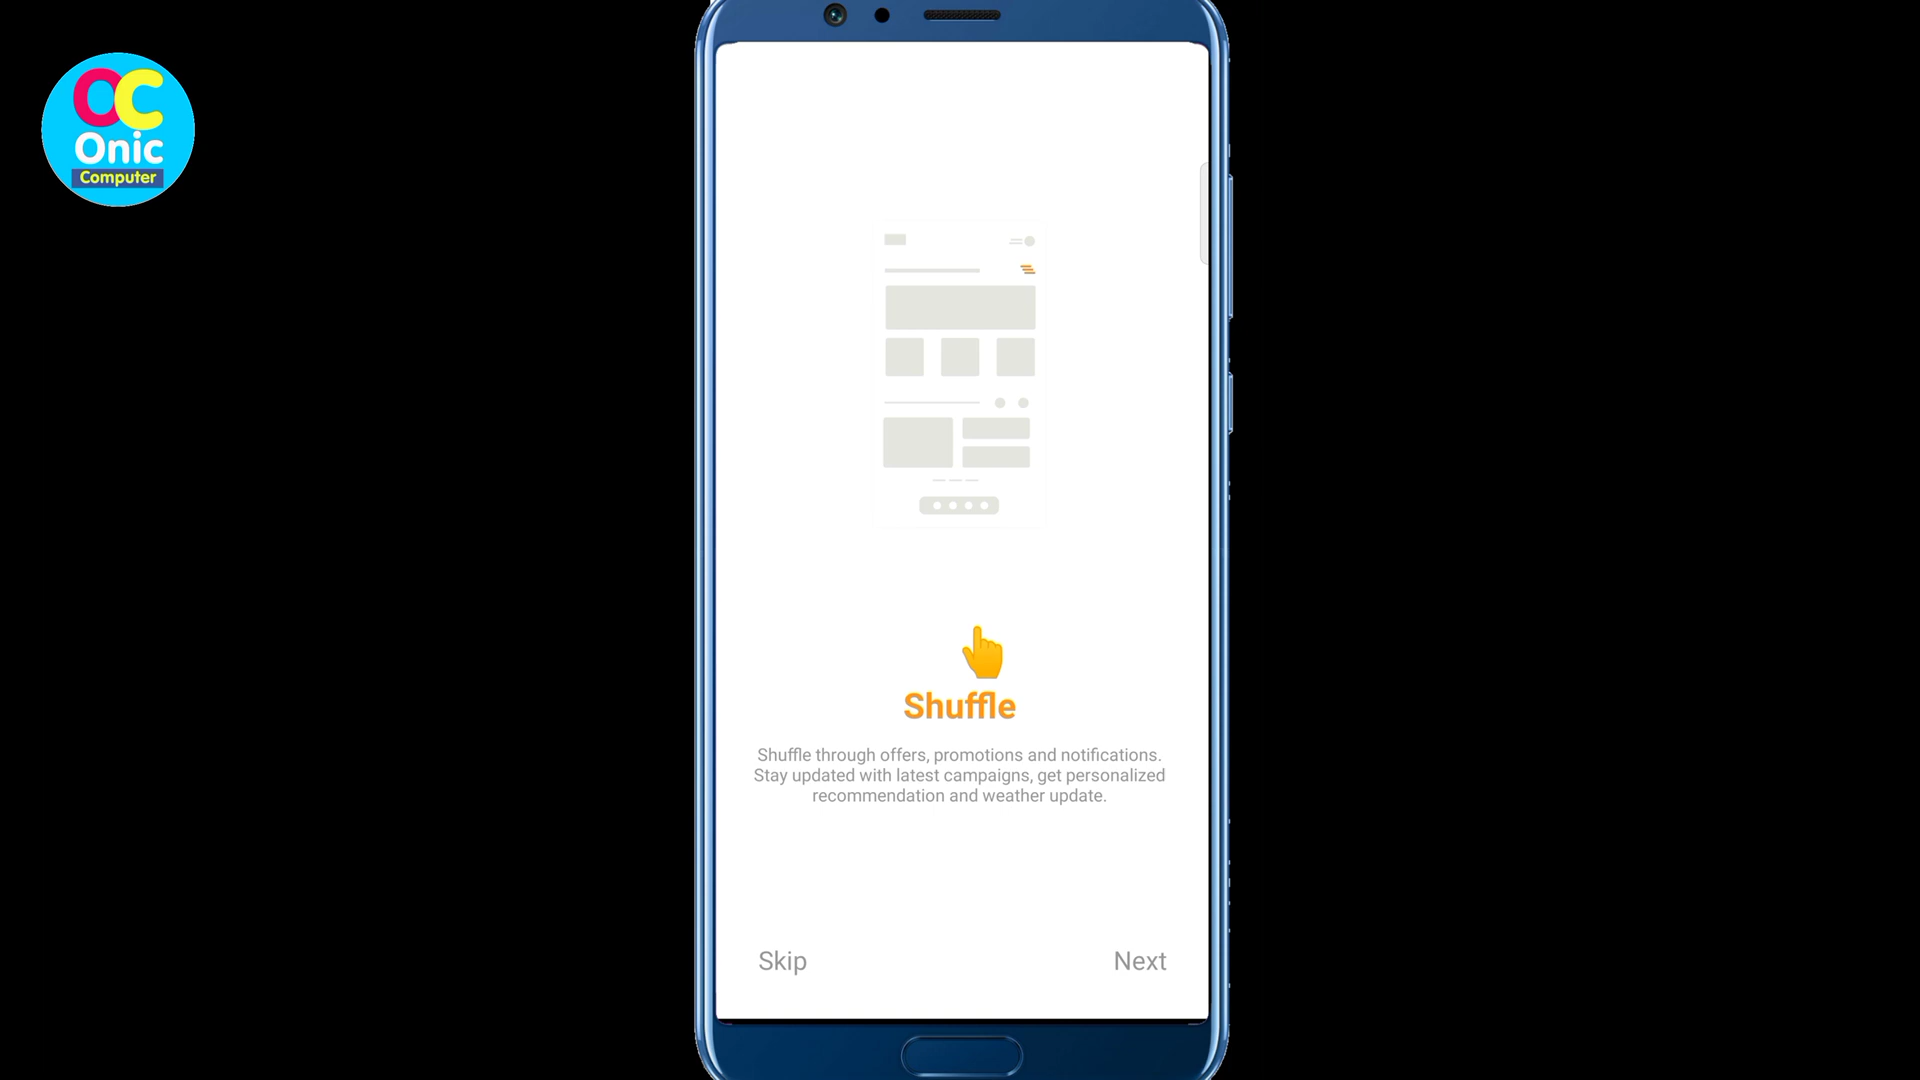 OC
Onic
Computer
Shuffle
Shuffle through offers, promotions and notifications.
Stay updated with latest campaigns, get personalized
recommendation and weather update.
Skip
Next